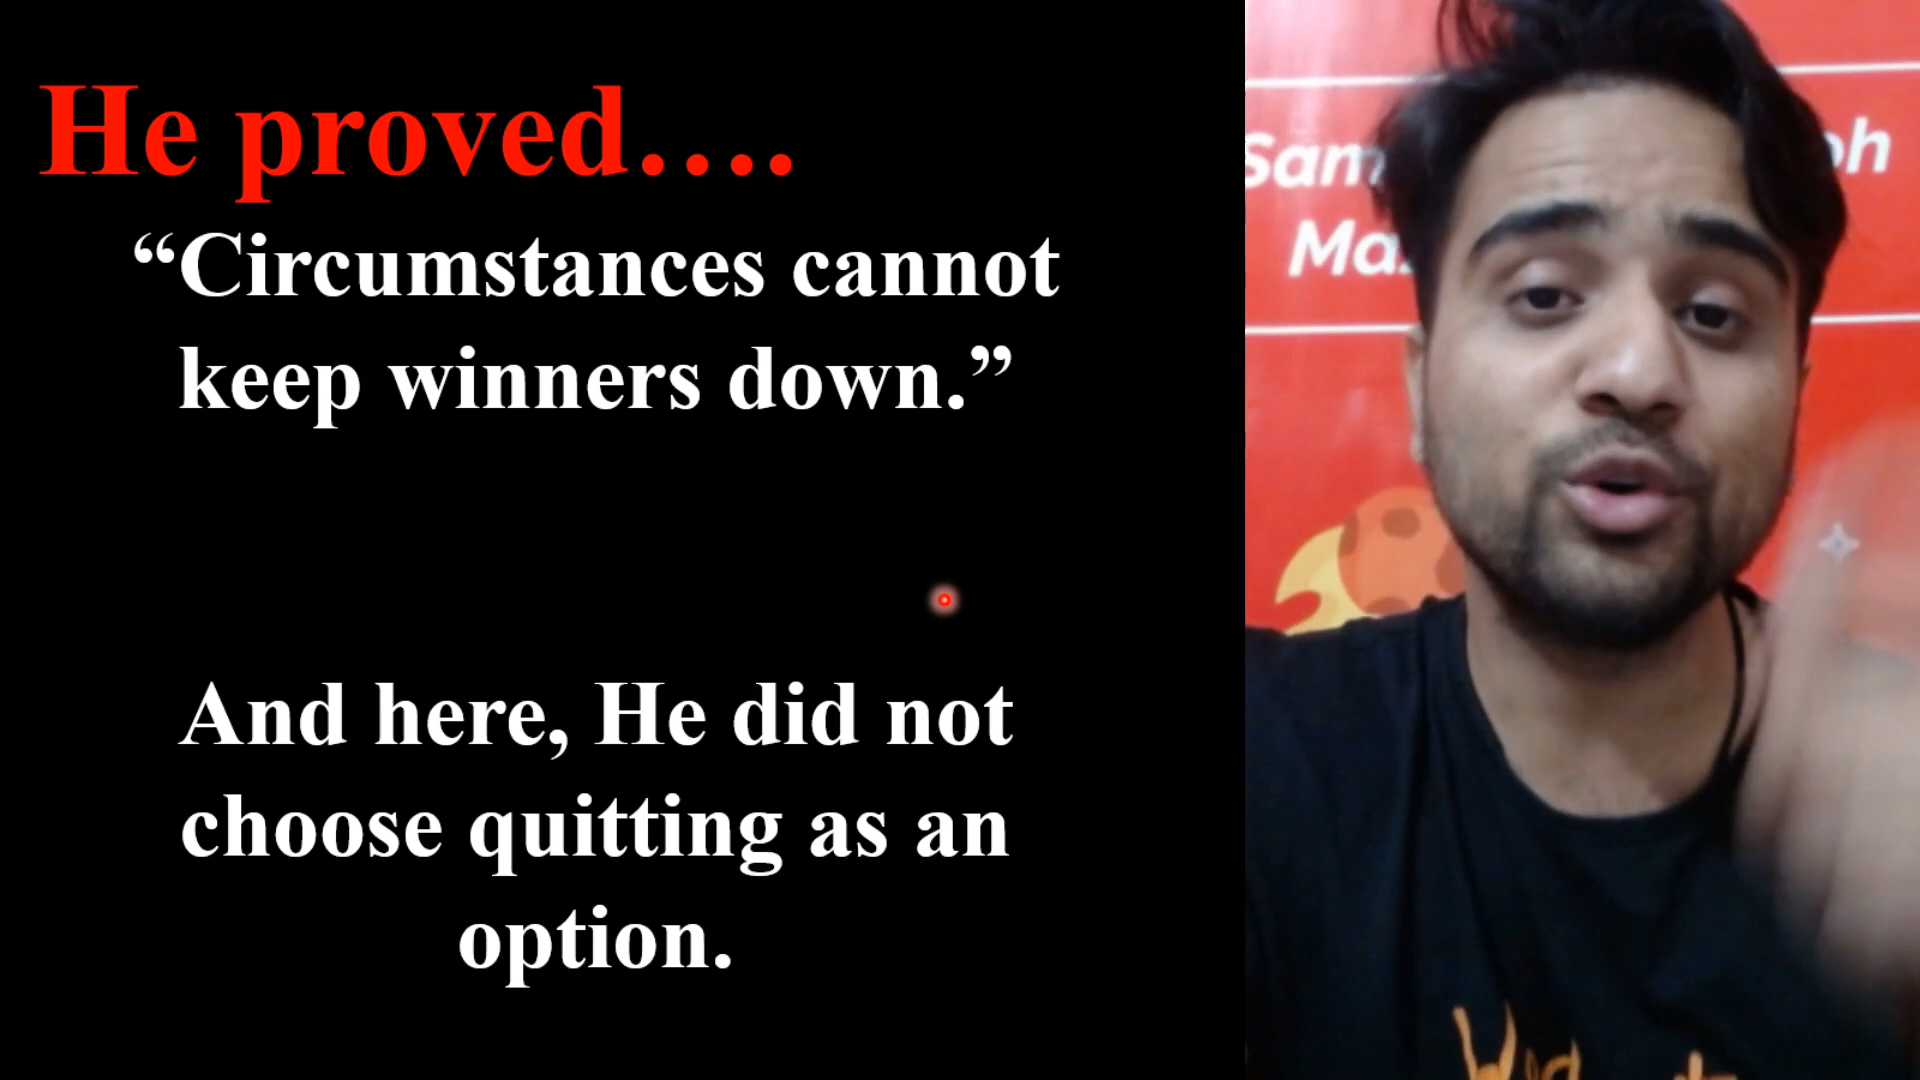 He proved....
“Circumstances cannot
keep winners down.”
And here, He did not
choose quitting as an
option.